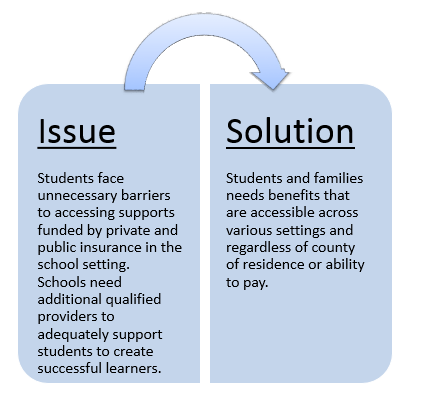 Issue
Students face
unnecessary barriers
to accessing supports
funded by private and
public insurance in the
school setting.
Schools need
additional qualified
providers to
adequately support
students to create
successful learners.
Solution
Students and families
needs benefits that
are accessible across
various settings and
regardless of county
of residence or ability
to pay.